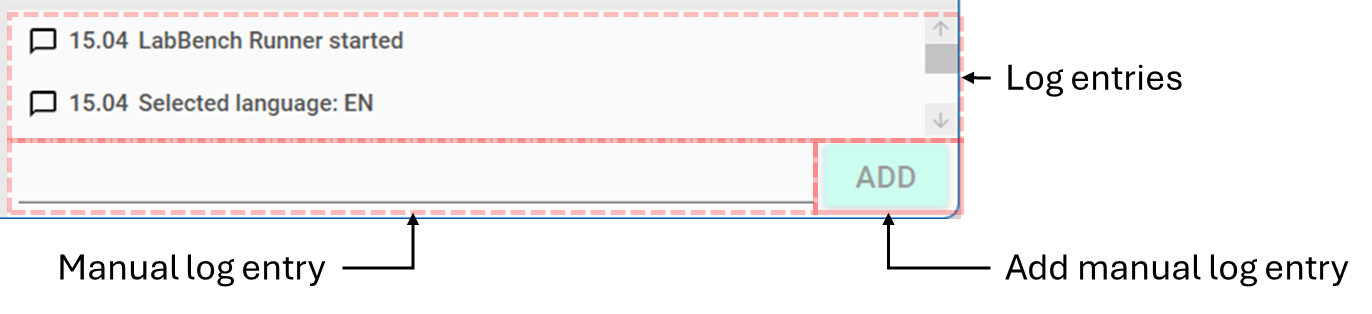 15.04 LabBench Runner started
Log entries
15.04 Selected language: EN
ADD
Manual log entry
Add manual log entry